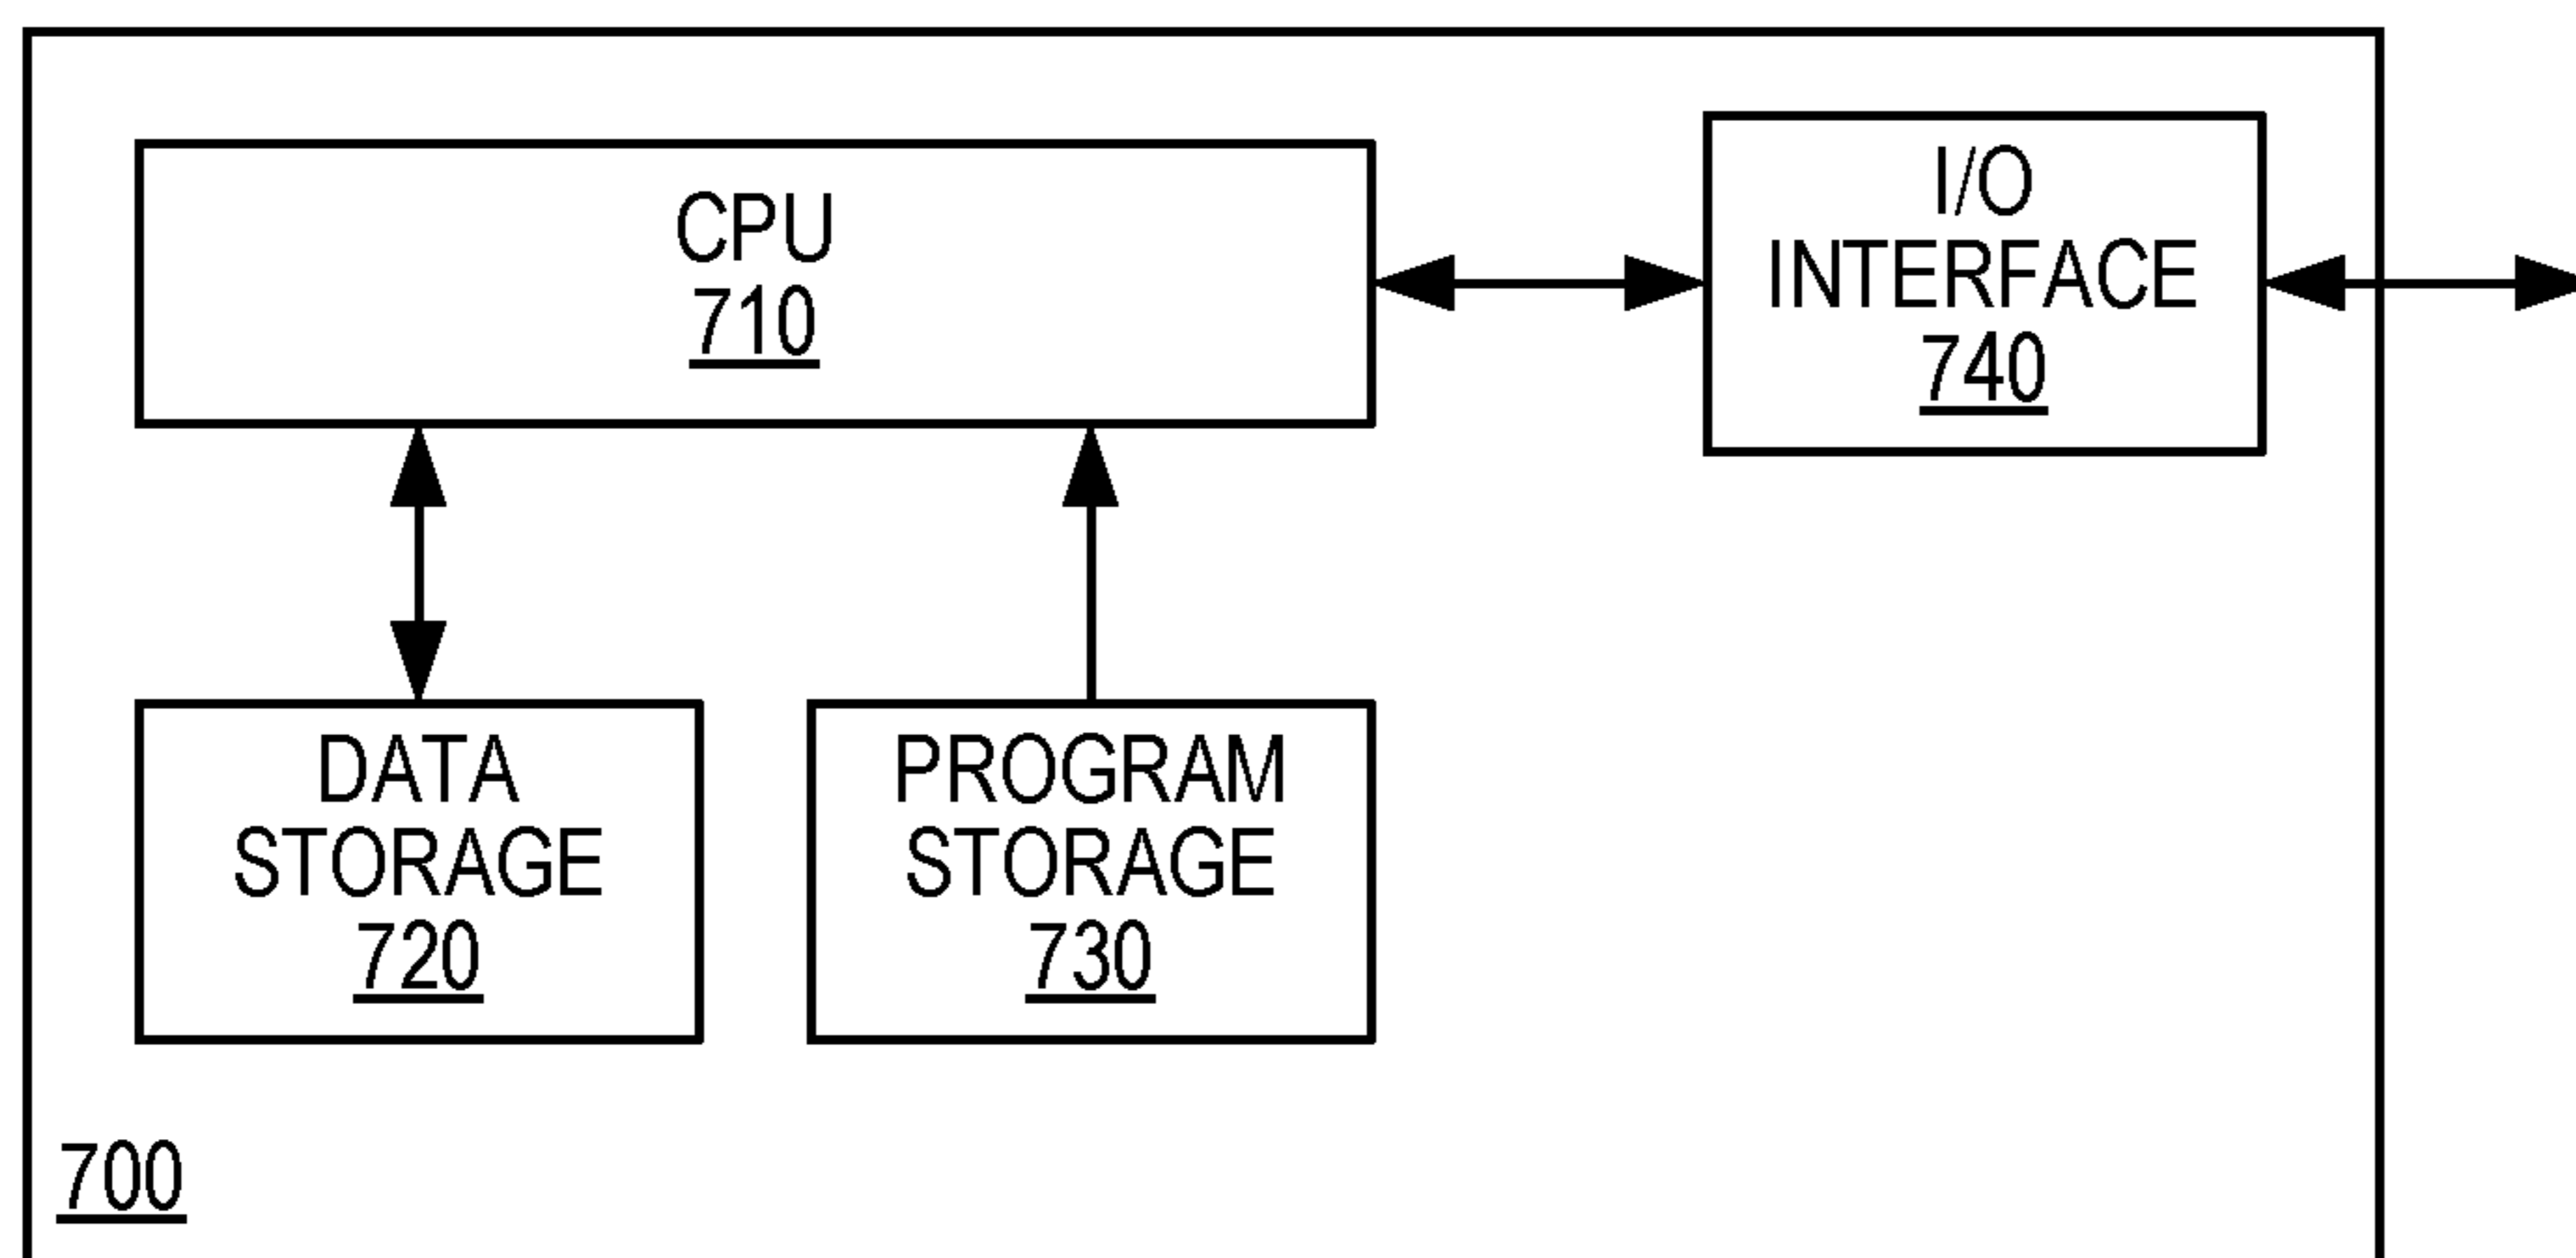 CPU
710
I/O
INTERFACE
740
DATA
STORAGE
720
PROGRAM
STORAGE
730
700